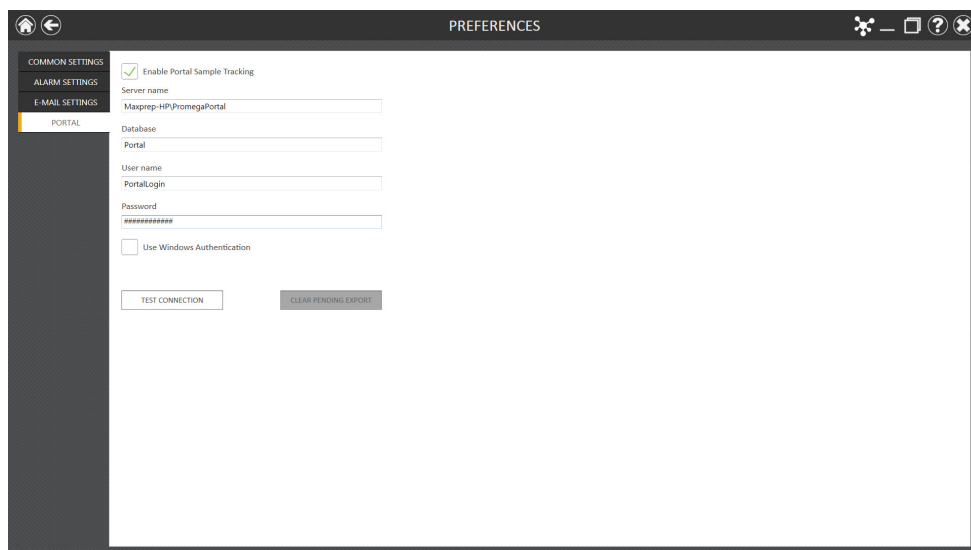 PREFERENCES
COMMON SETTINGS
ALARM SETTINGS
E-MAIL SETTINGS
PORTAL
Enable Portal Sample Tracking
Server name
Maxprep-HP\PromegaPortal
Database
Portal
User name
PortalLogin
Password
############
Use Windows Authentication
TEST CONNECTION
CLEAR PENDING EXPORT